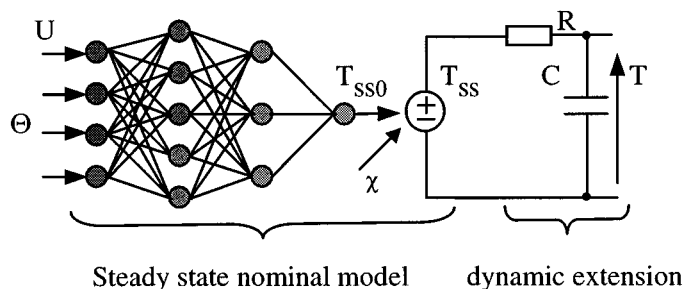 U
Θ
T_SS0
χ
T_SS
R
C
T
Steady state nominal model
dynamic extension